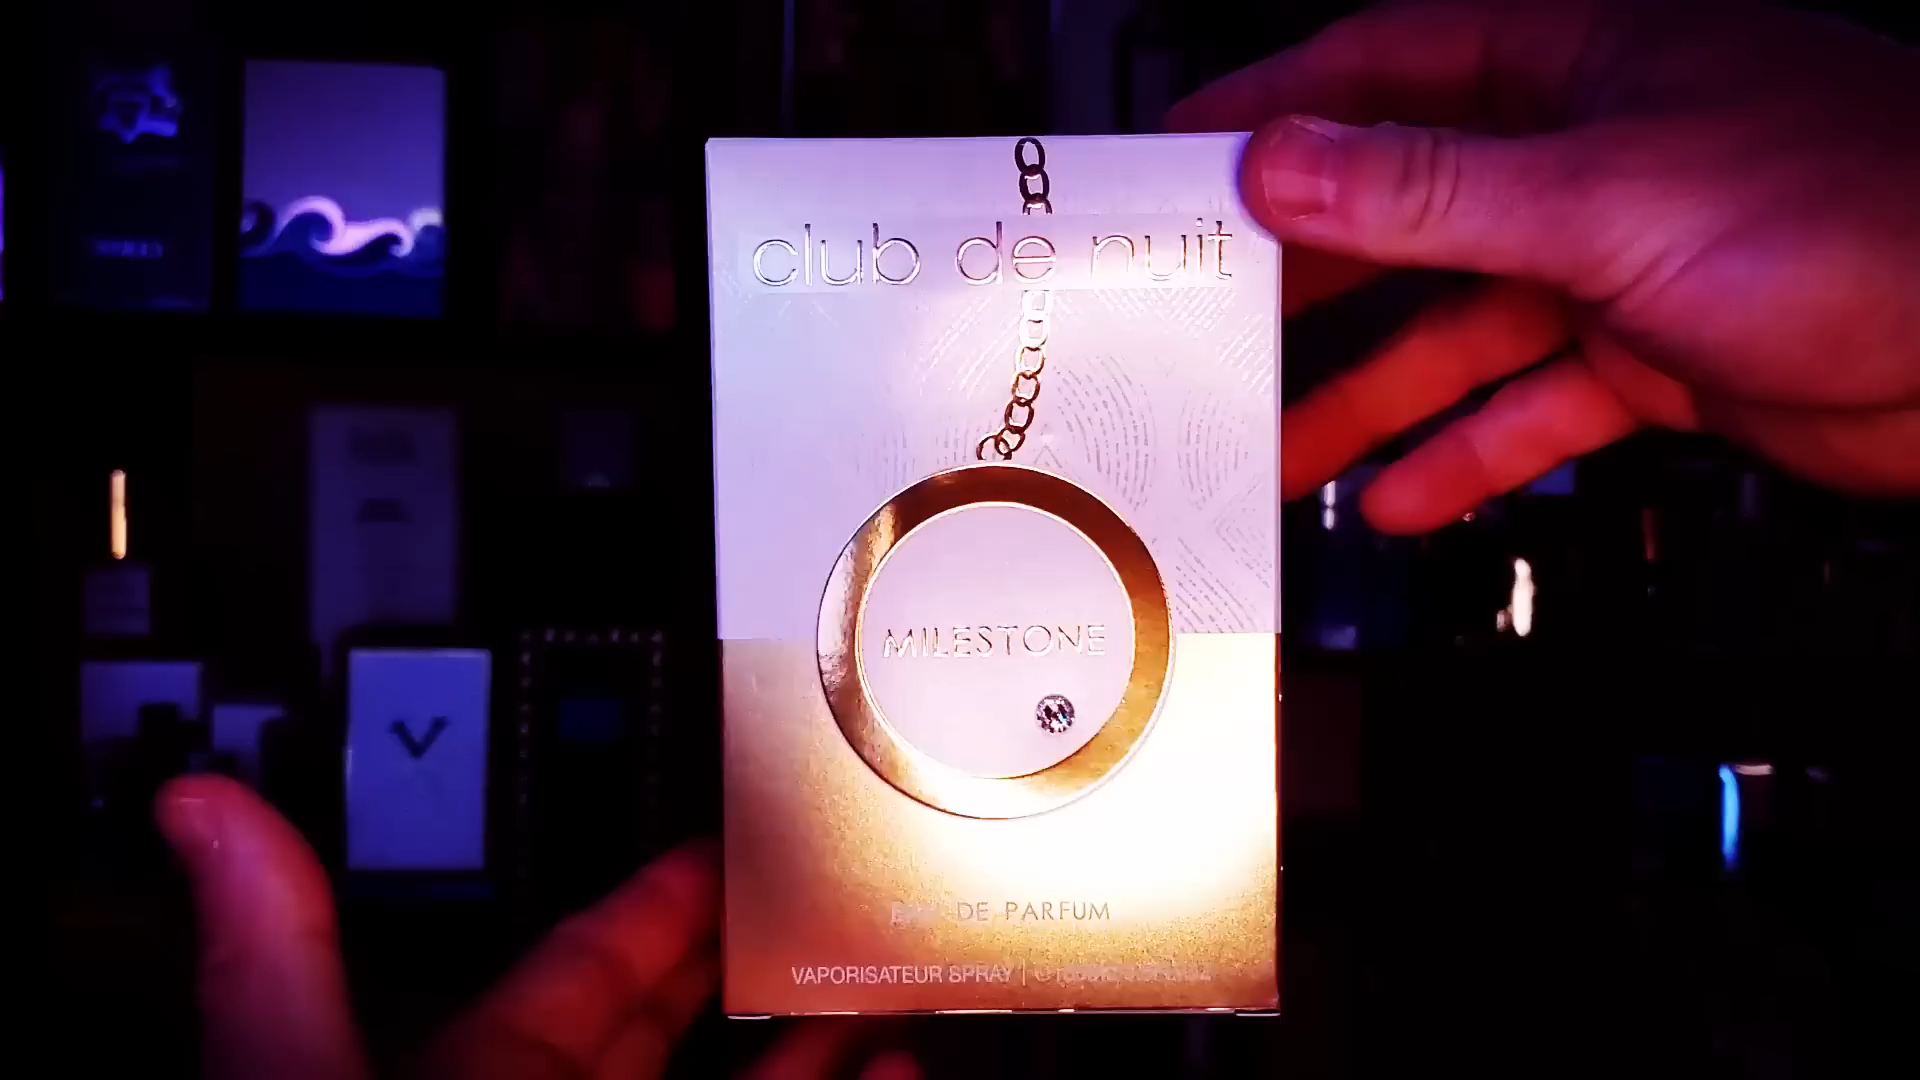 club de nuit
MILESTONE
DE PARFUM
VAPORISATEUR SPRAY |